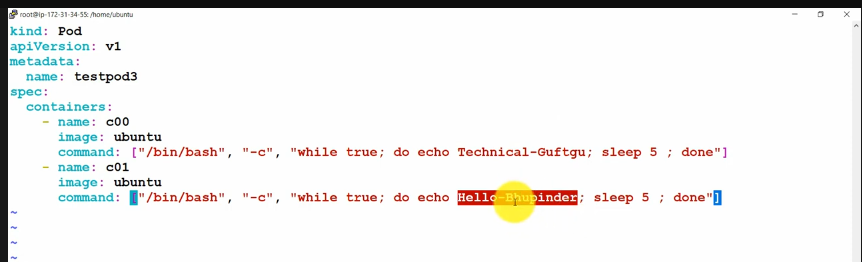 root@ip-172-31-34-55: /home/ubuntu
kind: Pod
apiVersion: v1
metadata:
  name: testpod3
spec:
  containers:
    - name: c00
      image: ubuntu
      command: ["/bin/bash", "-c", "while true; do echo Technical-Guftgu; sleep 5 ; done"]
    - name: c01
      image: ubuntu
      command: ["/bin/bash", "-c", "while true; do echo Hello-Bhupinder; sleep 5 ; done"]
~
~
~
~